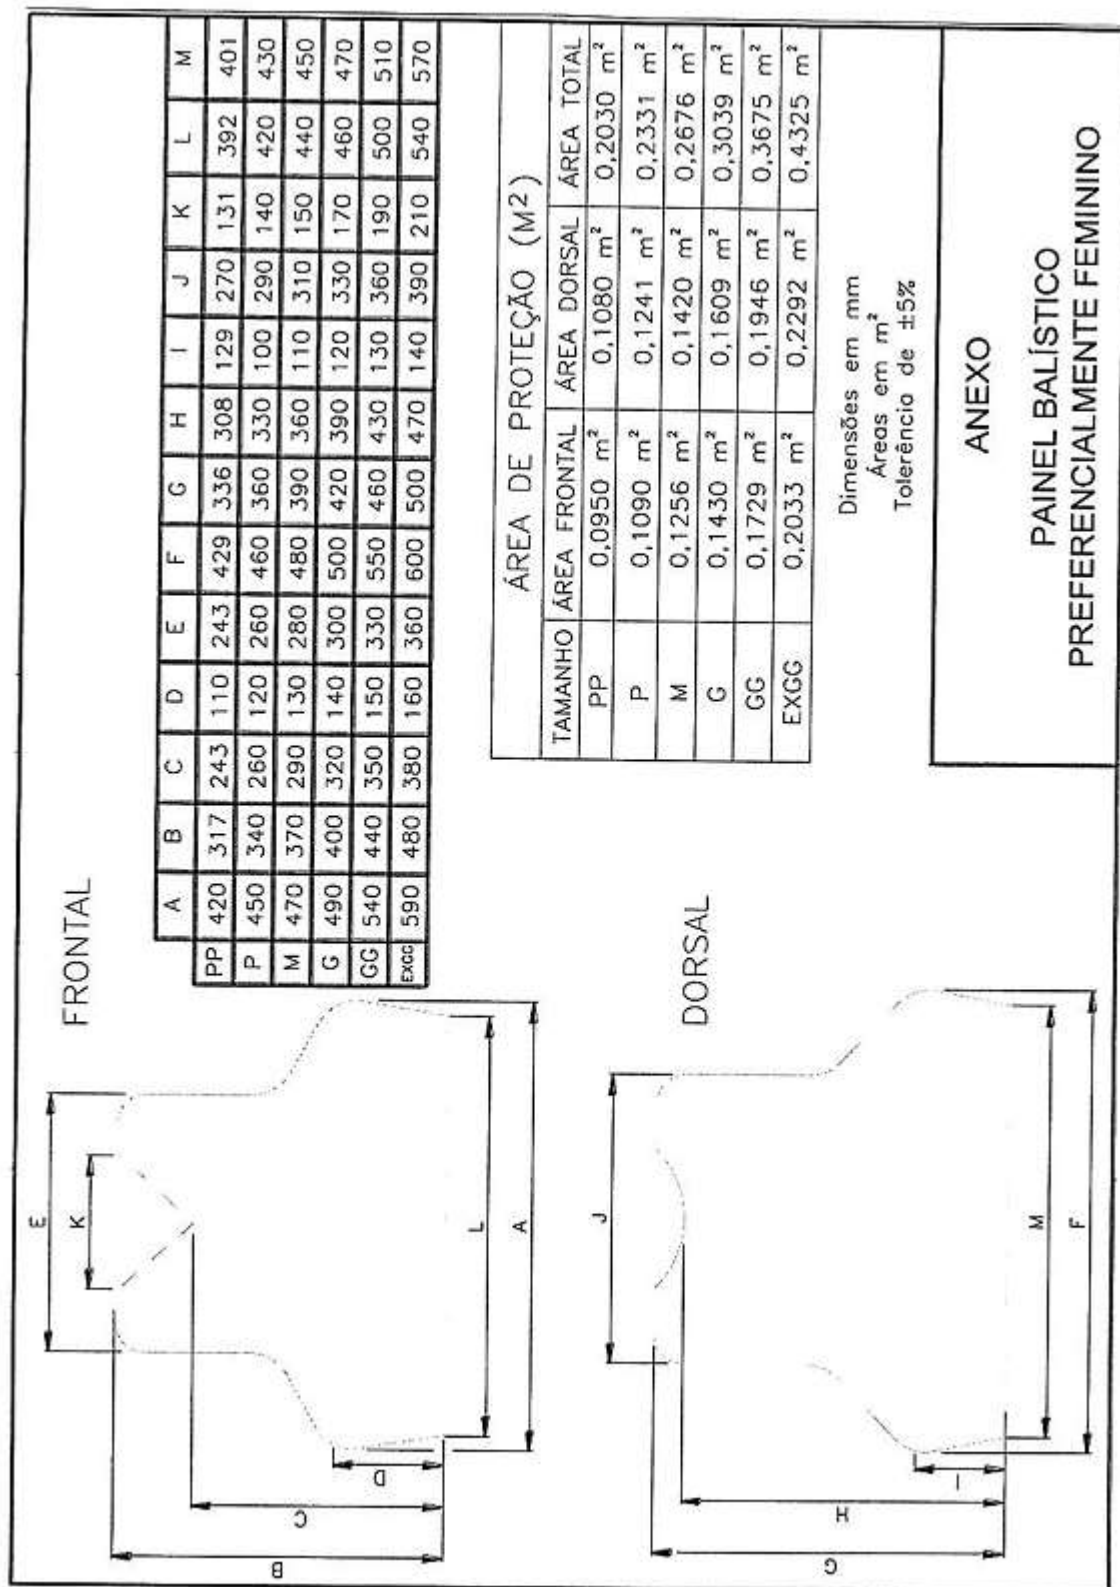 FRONTAL
E
K
L
A
B
C
D
A B C D E F G H I J K L M
PP 420 317 243 110 243 429 336 308 129 270 131 392 401
P 450 340 260 120 260 460 360 330 100 290 140 420 430
M 470 370 290 130 280 480 390 360 110 310 150 440 450
G 490 400 320 140 300 500 420 390 120 330 170 460 470
GG 540 440 350 150 330 550 460 430 130 360 190 500 510
EXGG 590 480 380 160 360 600 500 470 140 390 210 540 570
DORSAL
J
M
F
G
H
I
ÁREA DE PROTEÇÃO (M²)
TAMANHO ÁREA FRONTAL ÁREA DORSAL ÁREA TOTAL
PP 0,0950 m² 0,1080 m² 0,2030 m²
P 0,1090 m² 0,1241 m² 0,2331 m²
M 0,1256 m² 0,1420 m² 0,2676 m²
G 0,1430 m² 0,1609 m² 0,3039 m²
GG 0,1729 m² 0,1946 m² 0,3675 m²
EXGG 0,2033 m² 0,2292 m² 0,4325 m²
Dimensões em mm
Áreas em m²
Tolerência de ±5%
ANEXO
PAINEL BALÍSTICO
PREFERENCIALMENTE FEMININO